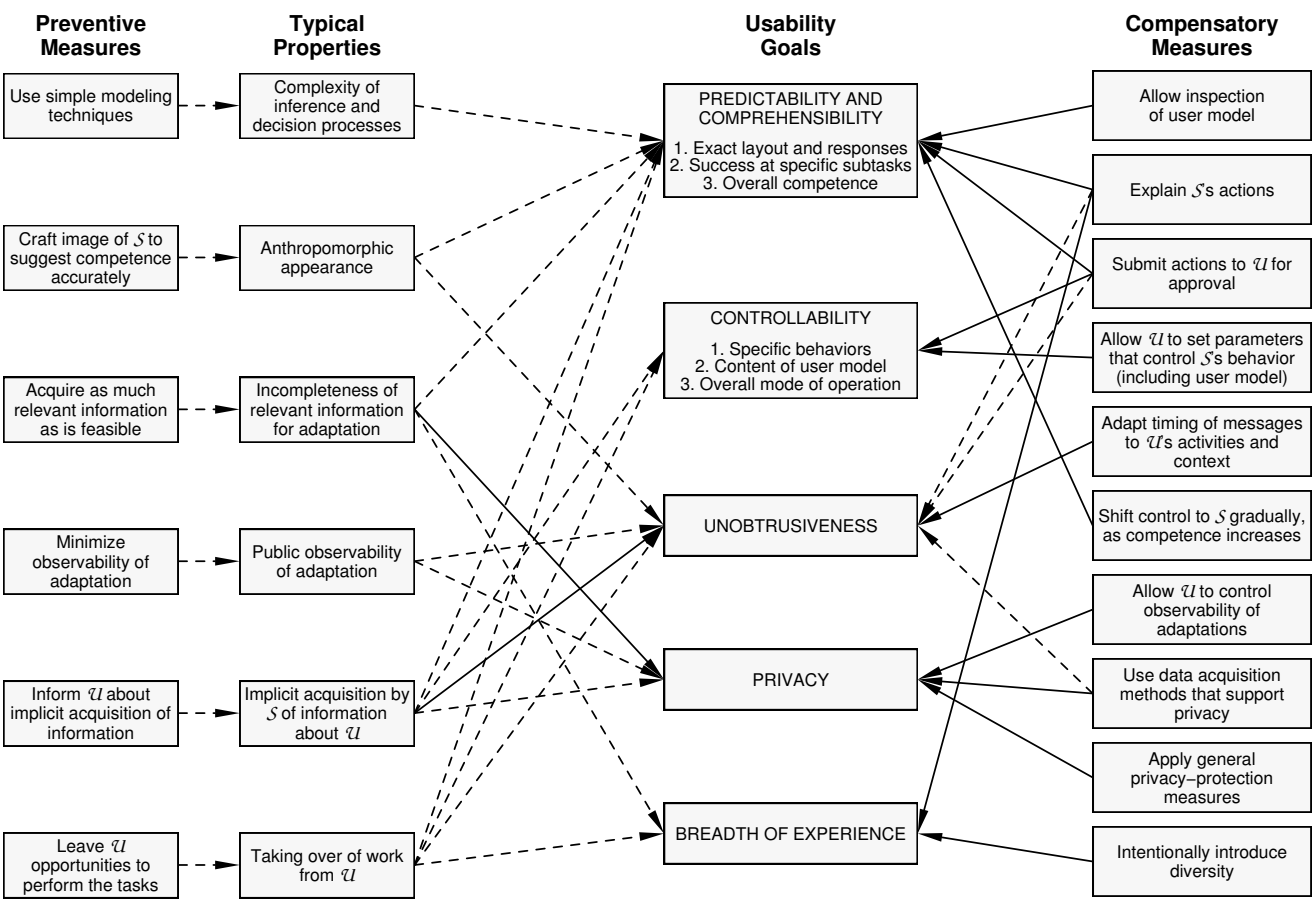 Preventive
Measures
Typical
Properties
Usability
Goals
Compensatory
Measures
Use simple modeling
techniques
Craft image of S to
suggest competence
accurately
Acquire as much
relevant information
as is feasible
Minimize
observability of
adaptation
Inform U about
implicit acquisition of
information
Leave U
opportunities to
perform the tasks
Complexity of
inference and
decision processes
Anthropomorphic
appearance
Incompleteness of
relevant information
for adaptation
Public observability
of adaptation
Implicit acquisition by
S of information
about U
Taking over of work
from U
PREDICTABILITY AND
COMPREHENSIBILITY
1. Exact layout and responses
2. Success at specific subtasks
3. Overall competence
CONTROLLABILITY
1. Specific behaviors
2. Content of user model
3. Overall mode of operation
UNOBTRUSIVENESS
PRIVACY
BREADTH OF EXPERIENCE
Allow inspection
of user model
Explain S's actions
Submit actions to U for
approval
Allow U to set parameters
that control S's behavior
(including user model)
Adapt timing of messages
to U's activities and
context
Shift control to S gradually,
as competence increases
Allow U to control
observability of
adaptations
Use data acquisition
methods that support
privacy
Apply general
privacy−protection
measures
Intentionally introduce
diversity